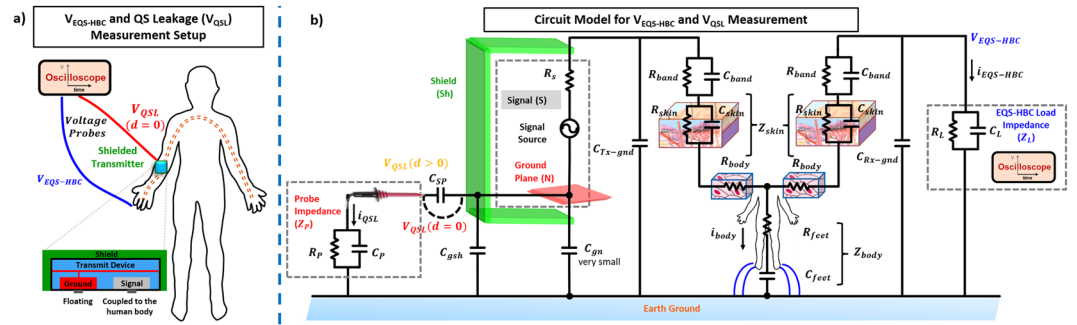 a)
V_EQS-HBC and QS Leakage (V_QSL)
Measurement Setup
Oscilloscope
V
time
V_QSL
(d = 0)
Voltage
Probes
Shielded
Transmitter
V_EQS-HBC
Shield
Transmit Device
Ground
Signal
Floating
Coupled to the
human body
b)
Circuit Model for V_EQS-HBC and V_QSL Measurement
Shield
(Sh)
R_s
Signal (S)
Signal
Source
Ground
Plane (N)
V_QSL(d > 0)
C_SP
V_QSL(d = 0)
Probe
Impedance
(Z_P)
i_QSL
R_P
C_P
C_gsh
C_gn
very small
C_Tx-gnd
R_band
C_band
R_skin
C_skin
Z_skin
R_body
R_band
C_band
R_skin
C_skin
R_body
i_body
R_feet
C_feet
Z_body
C_Rx-gnd
V_EQS-HBC
i_EQS-HBC
R_L
C_L
EQS-HBC Load
Impedance
(Z_L)
Oscilloscope
time
Earth Ground